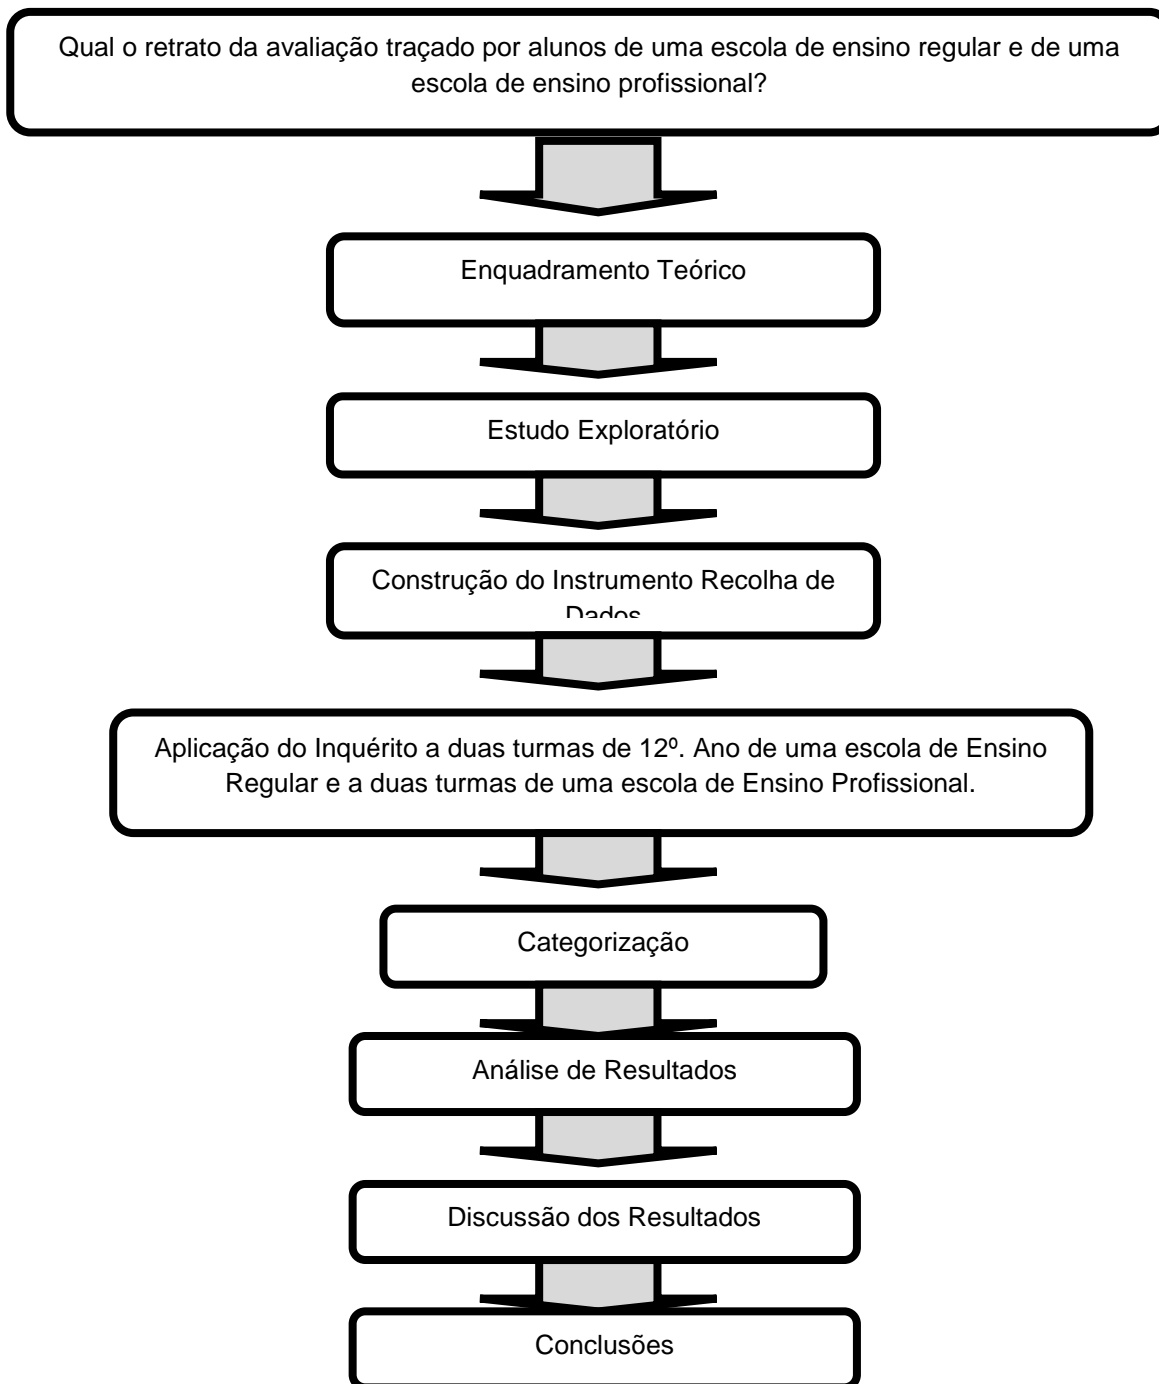 Qual o retrato da avaliação traçado por alunos de uma escola de ensino regular e de uma
escola de ensino profissional?
Enquadramento Teórico
Estudo Exploratório
Construção do Instrumento Recolha de
Dados
Aplicação do Inquérito a duas turmas de 12º. Ano de uma escola de Ensino
Regular e a duas turmas de uma escola de Ensino Profissional.
Categorização
Análise de Resultados
Discussão dos Resultados
Conclusões